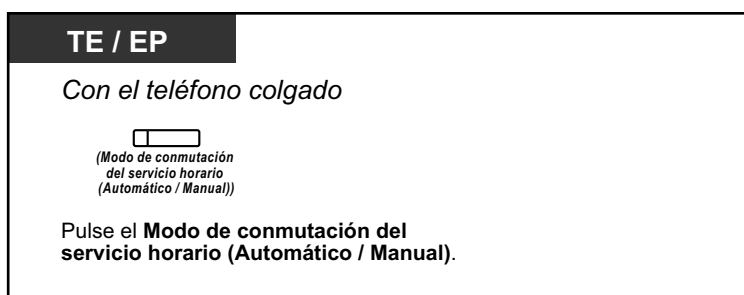 TE / EP
Con el teléfono colgado
(Modo de conmutación
del servicio horario
(Automático / Manual))
Pulse el Modo de conmutación del
servicio horario (Automático / Manual).